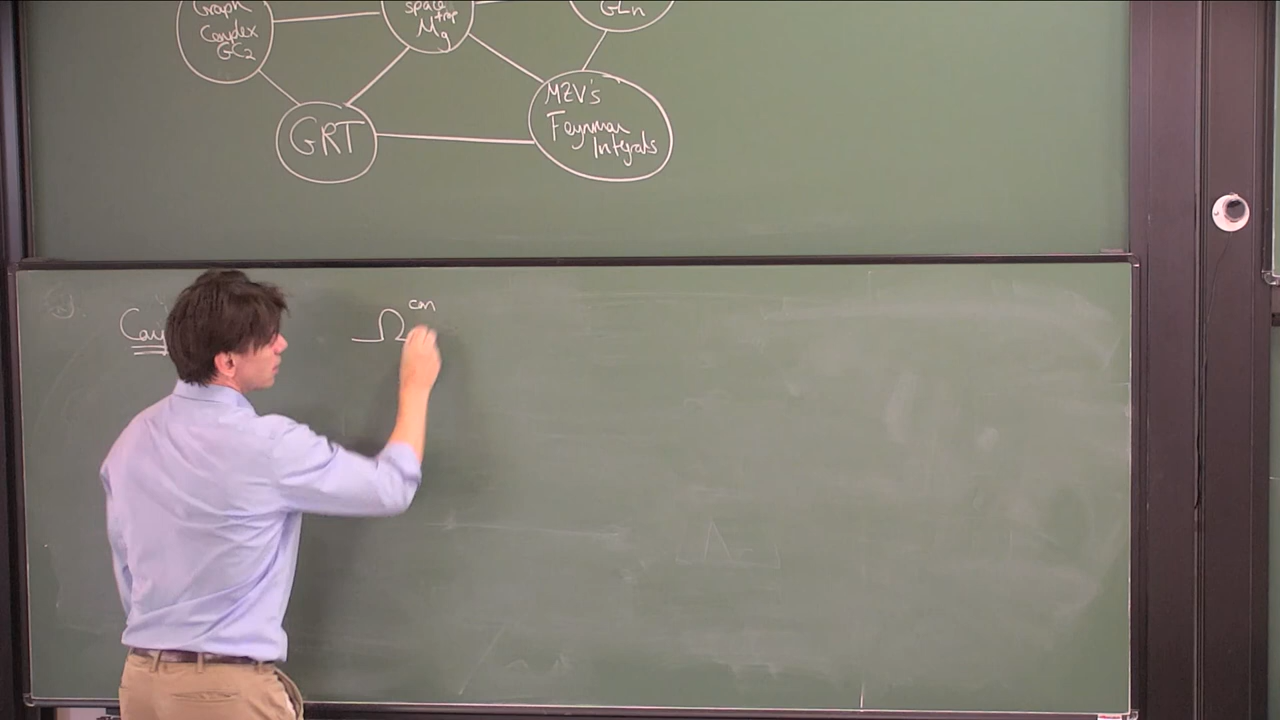 Graph
Complex
GC₂
space
M_g^trop
GLn
GRT
MZV's
Feynman
Integrals
Ω^can